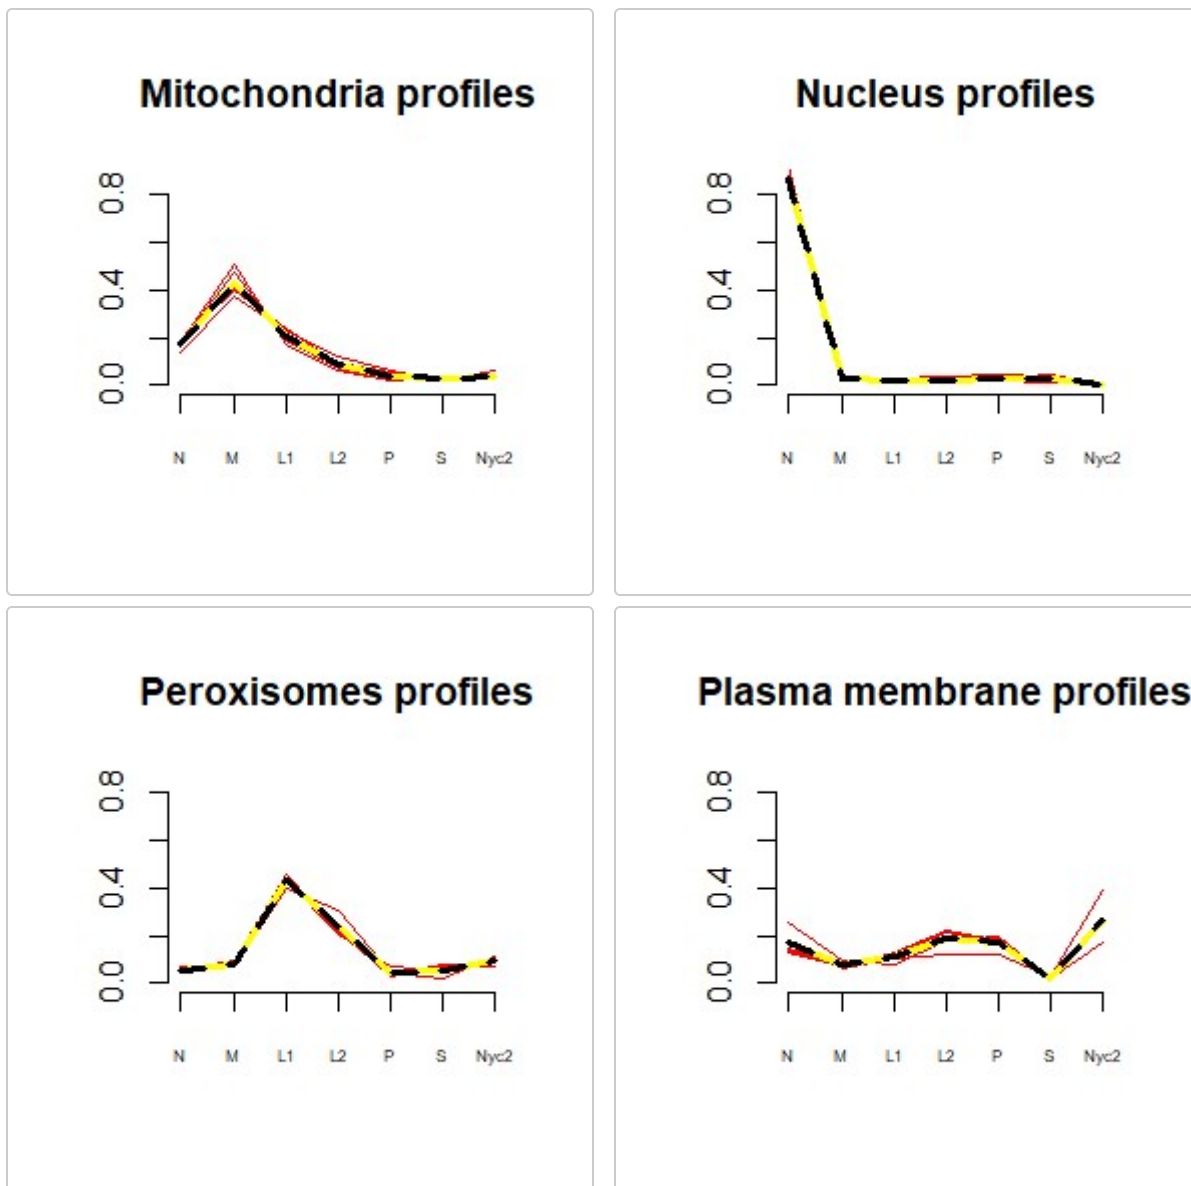 Mitochondria profiles
0.8
0.4
0.0
N M L1 L2 P S Nyc2
Nucleus profiles
0.8
0.4
0.0
N M L1 L2 P S Nyc2
Peroxisomes profiles
0.8
0.4
0.0
N M L1 L2 P S Nyc2
Plasma membrane profiles
0.8
0.4
0.0
N M L1 L2 P S Nyc2